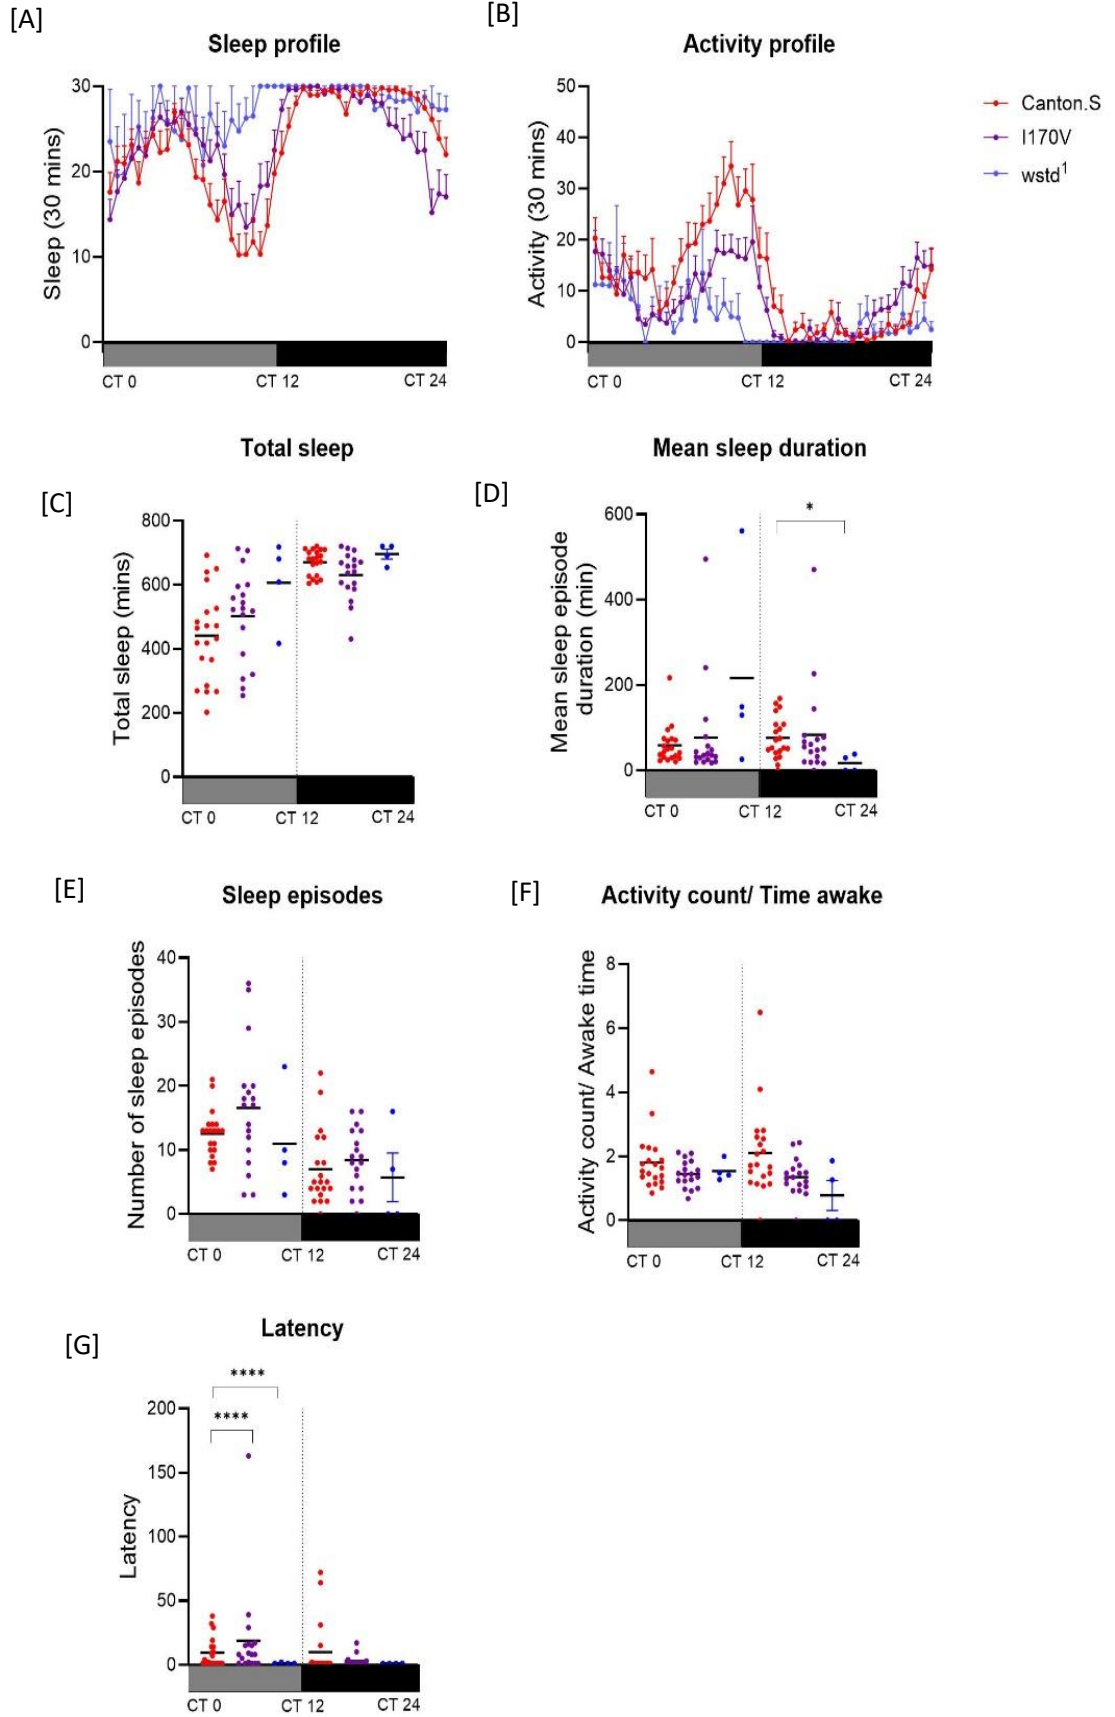 [A]
Sleep profile
Sleep (30 mins)
30
20
10
0
CT 0
CT 12
CT 24
[B]
Activity profile
Activity (30 mins)
50
40
30
20
10
0
CT 0
CT 12
CT 24
Canton.S
I170V
wstd1
[C]
Total sleep
Total sleep (mins)
800
600
400
200
0
CT 0
CT 12
CT 24
[D]
Mean sleep duration
Mean sleep episode
duration (min)
600
400
200
0
*
CT 0
CT 12
CT 24
[E]
Sleep episodes
Number of sleep episodes
40
30
20
10
0
CT 0
CT 12
CT 24
[F]
Activity count/ Time awake
Activity count/ Awake time
8
6
4
2
0
CT 0
CT 12
CT 24
[G]
Latency
Latency
200
150
100
50
0
****
****
CT 0
CT 12
CT 24